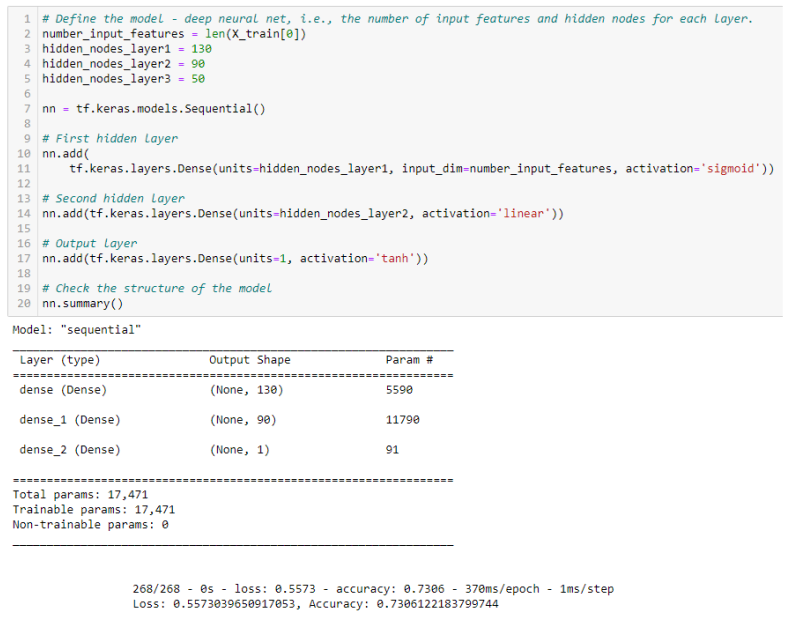 1 # Define the model - deep neural net, i.e., the number of input features and hidden nodes for each layer.
2 number_input_features = len(X_train[0])
3 hidden_nodes_layer1 = 130
4 hidden_nodes_layer2 = 90
5 hidden_nodes_layer3 = 50
6
7 nn = tf.keras.models.Sequential()
8
9 # First hidden layer
10 nn.add(
11 tf.keras.layers.Dense(units=hidden_nodes_layer1, input_dim=number_input_features, activation='sigmoid'))
12
13 # Second hidden layer
14 nn.add(tf.keras.layers.Dense(units=hidden_nodes_layer2, activation='linear'))
15
16 # Output layer
17 nn.add(tf.keras.layers.Dense(units=1, activation='tanh'))
18
19 # Check the structure of the model
20 nn.summary()
Model: "sequential"
Layer (type) Output Shape Param #
dense (Dense) (None, 130) 5590
dense_1 (Dense) (None, 90) 11790
dense_2 (Dense) (None, 1) 91
Total params: 17,471
Trainable params: 17,471
Non-trainable params: 0
268/268 - 0s - loss: 0.5573 - accuracy: 0.7306 - 370ms/epoch - 1ms/step
Loss: 0.5573039650917053, Accuracy: 0.7306122183799744